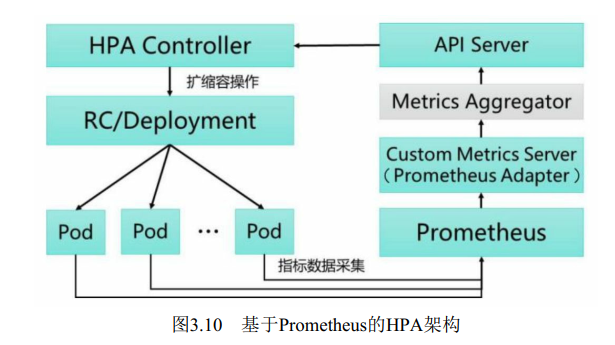 HPA Controller
API Server
扩缩容操作
Metrics Aggregator
RC/Deployment
Custom Metrics Server
（Prometheus Adapter）
Pod
Pod
…
Pod
Prometheus
指标数据采集
图3.10 基于Prometheus的HPA架构